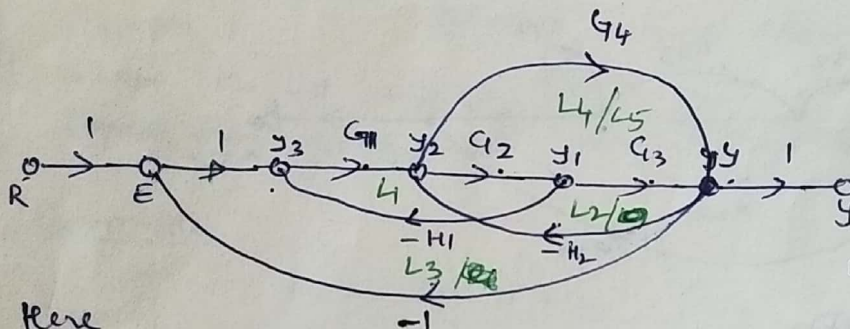 G4
L4/L5
1 1 y3 G1 y2 G2 y1 G3 y 1
R E L1 L2/ y
-H1 -H2
L3/
Here -1